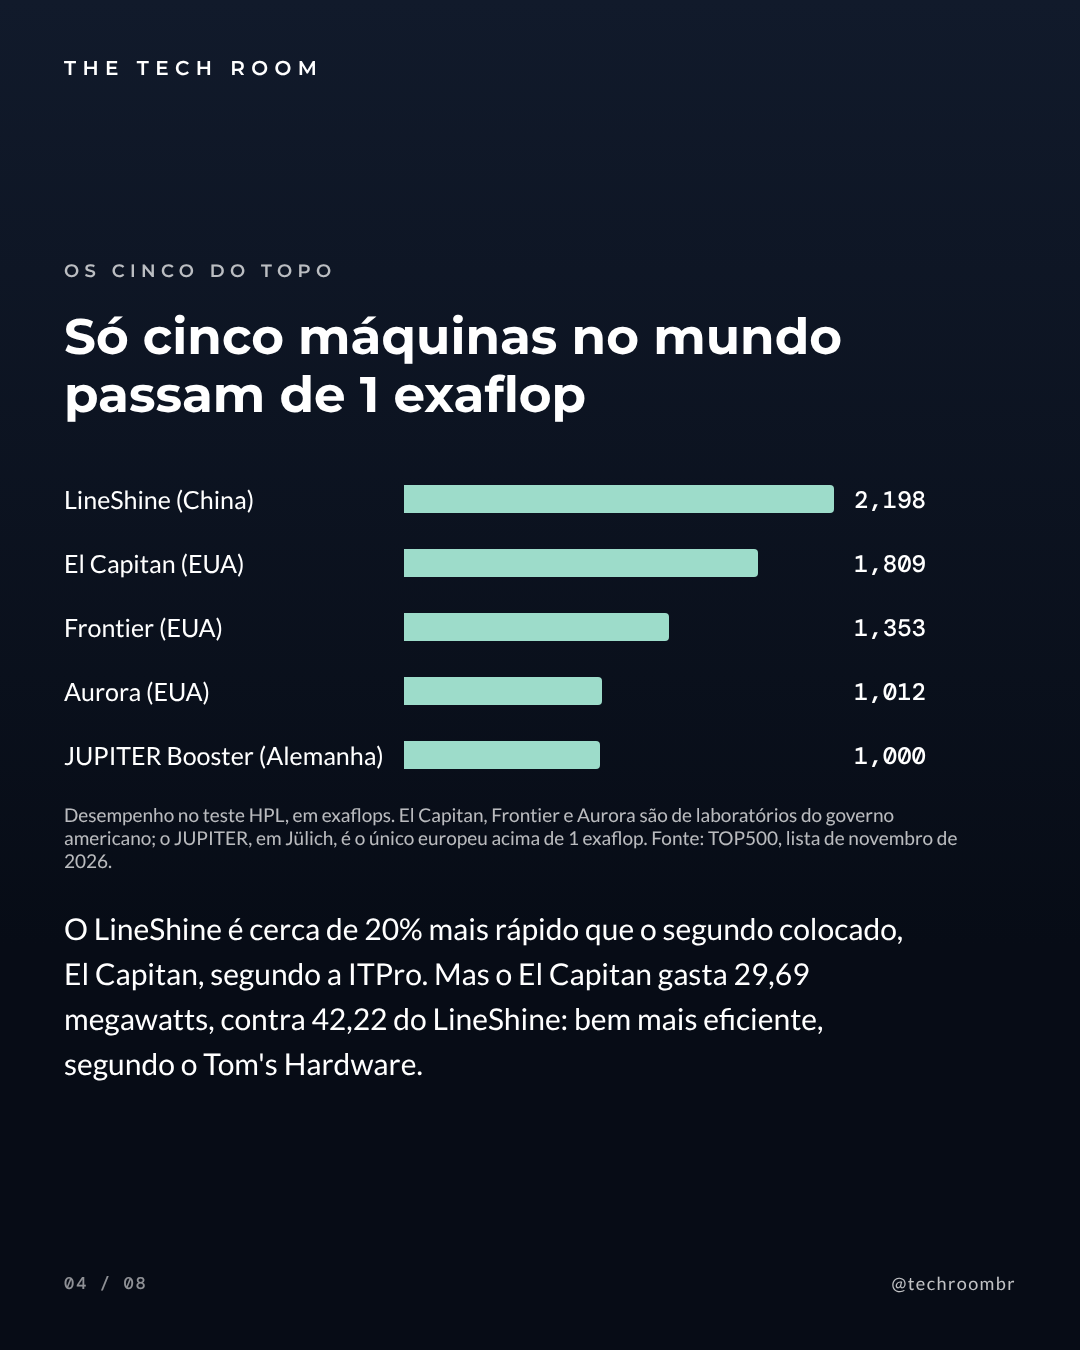 THE TECH ROOM
OS CINCO DO TOPO
Só cinco máquinas no mundo
passam de 1 exaflop
LineShine (China) 2,198
El Capitan (EUA) 1,809
Frontier (EUA) 1,353
Aurora (EUA) 1,012
JUPITER Booster (Alemanha) 1,000
Desempenho no teste HPL, em exaflops. El Capitan, Frontier e Aurora são de laboratórios do governo
americano; o JUPITER, em Jülich, é o único europeu acima de 1 exaflop. Fonte: TOP500, lista de novembro de
2026.
O LineShine é cerca de 20% mais rápido que o segundo colocado,
El Capitan, segundo a ITPro. Mas o El Capitan gasta 29,69
megawatts, contra 42,22 do LineShine: bem mais eficiente,
segundo o Tom's Hardware.
04 / 08
@techroombr